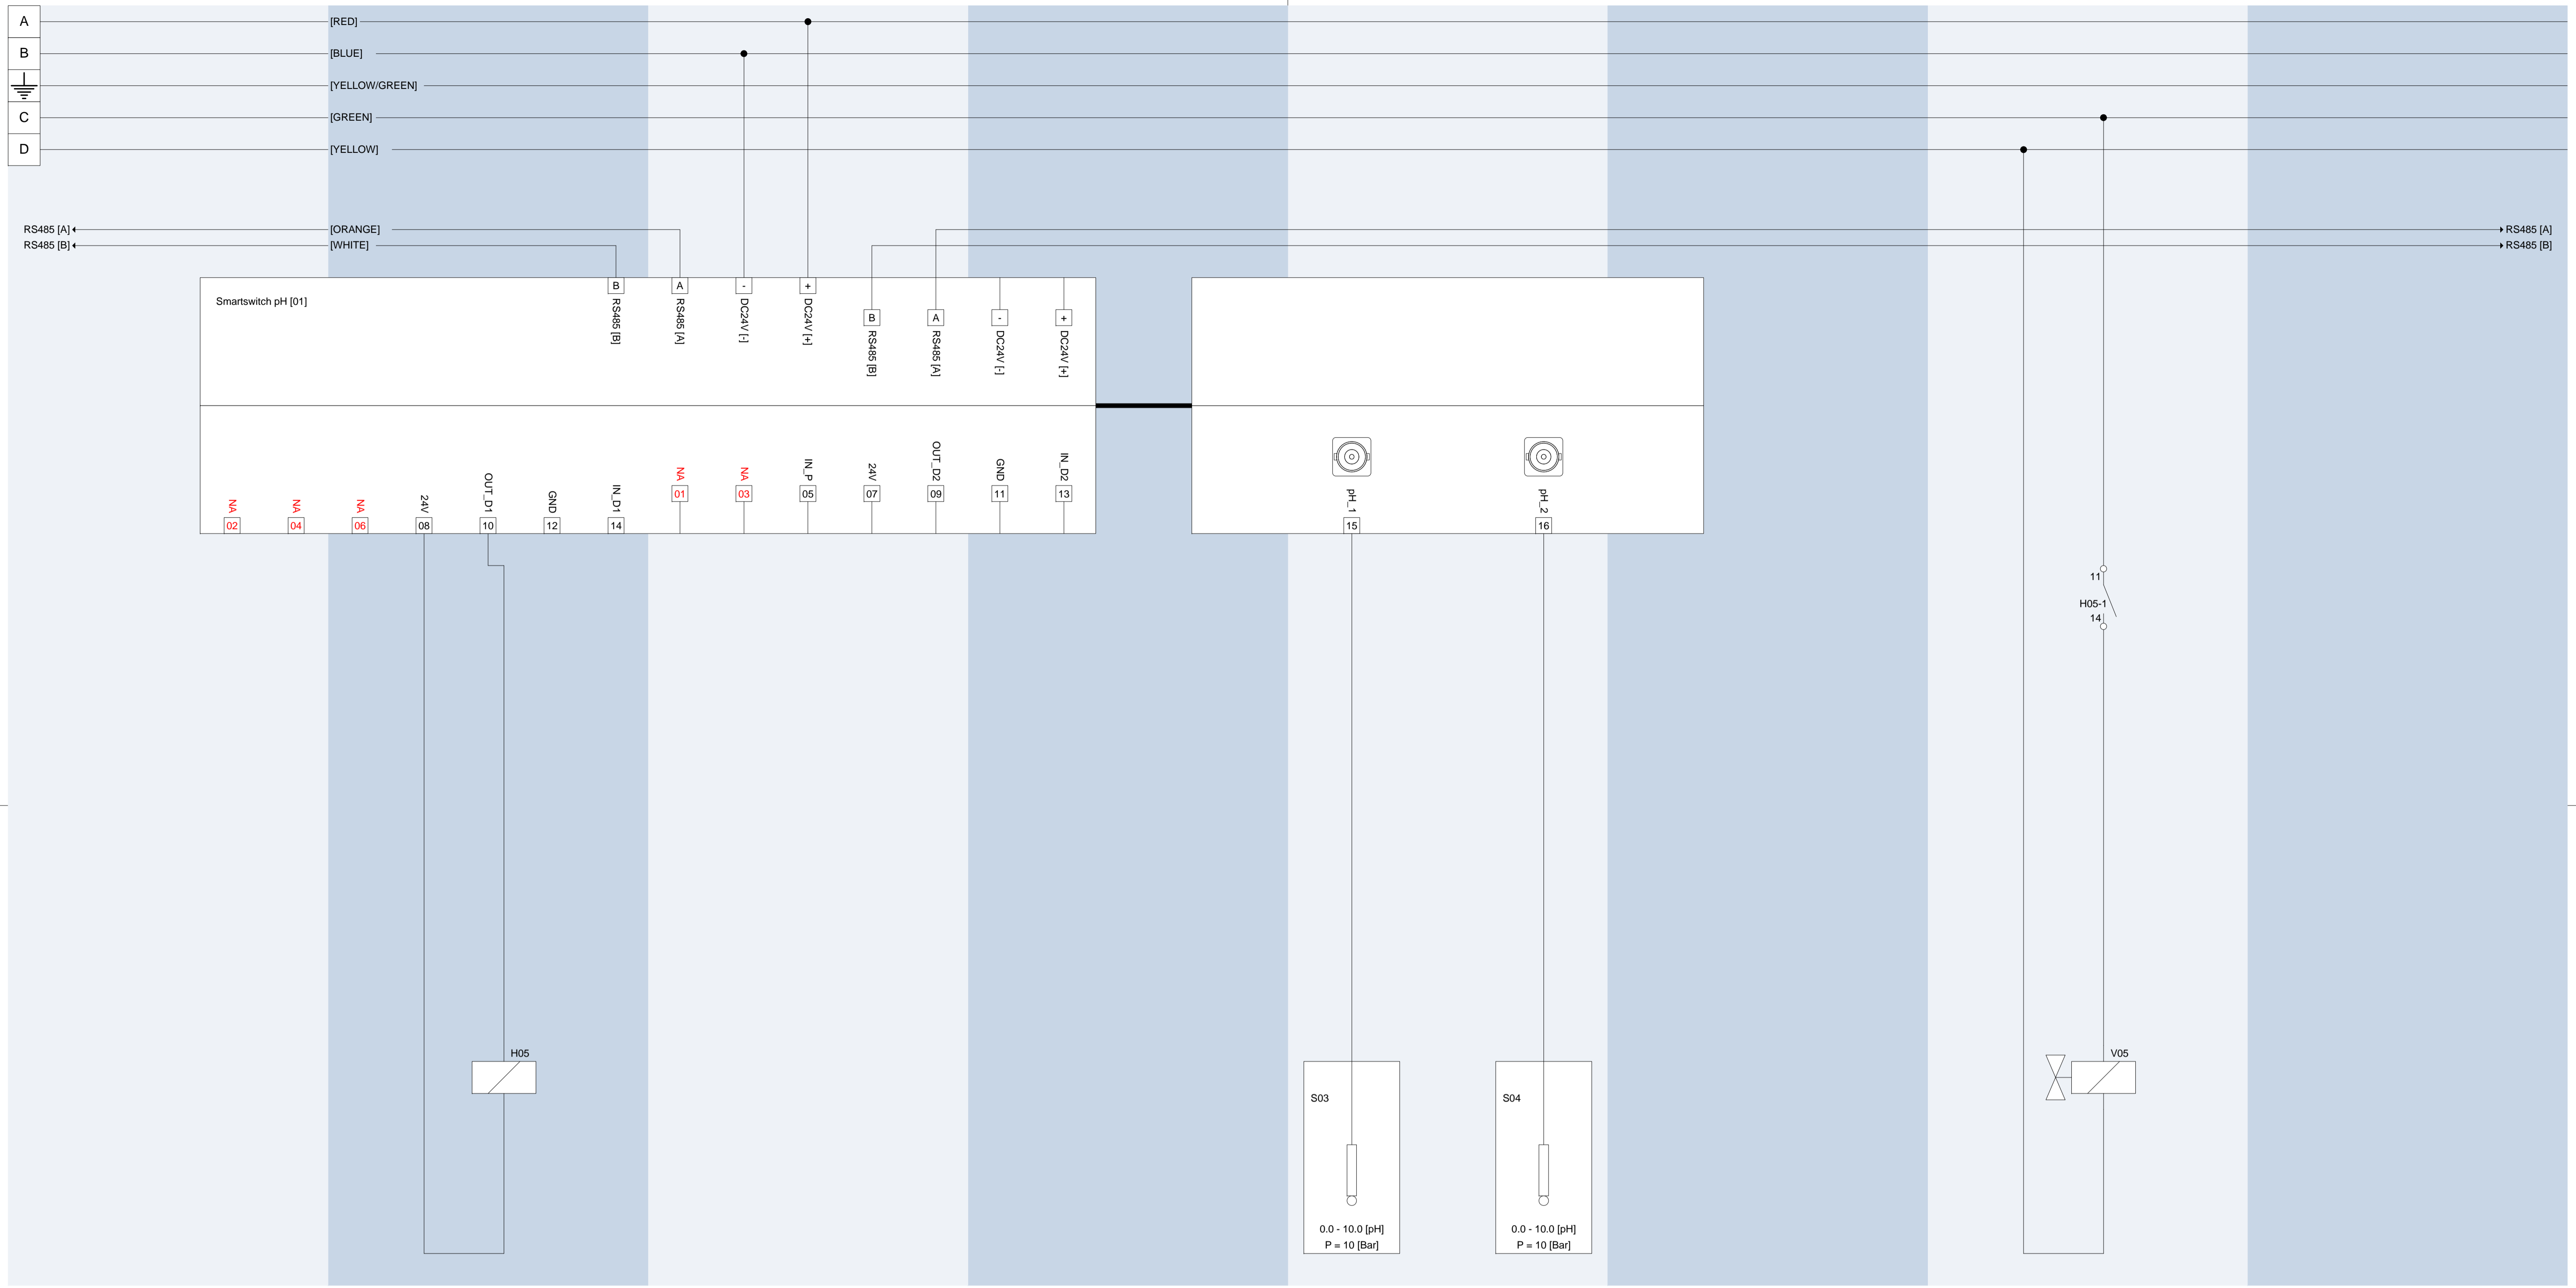 A
[RED]
B
[BLUE]
[YELLOW/GREEN]
C
[GREEN]
D
[YELLOW]
RS485 [A]
[ORANGE]
RS485 [A]
RS485 [B]
[WHITE]
RS485 [B]
Smartswitch pH [01]
B
RS485 [B]
A
RS485 [A]
-
DC24V [-]
+
DC24V [+]
B
RS485 [B]
A
RS485 [A]
-
DC24V [-]
+
DC24V [+]
NA
02
NA
04
NA
06
24V
08
OUT_D1
10
GND
12
IN_D1
14
NA
01
NA
03
IN_P
05
24V
07
OUT_D2
09
GND
11
IN_D2
13
pH_1
15
pH_2
16
11
H05-1
14
H05
S03
0.0 - 10.0 [pH]
P = 10 [Bar]
S04
0.0 - 10.0 [pH]
P = 10 [Bar]
V05